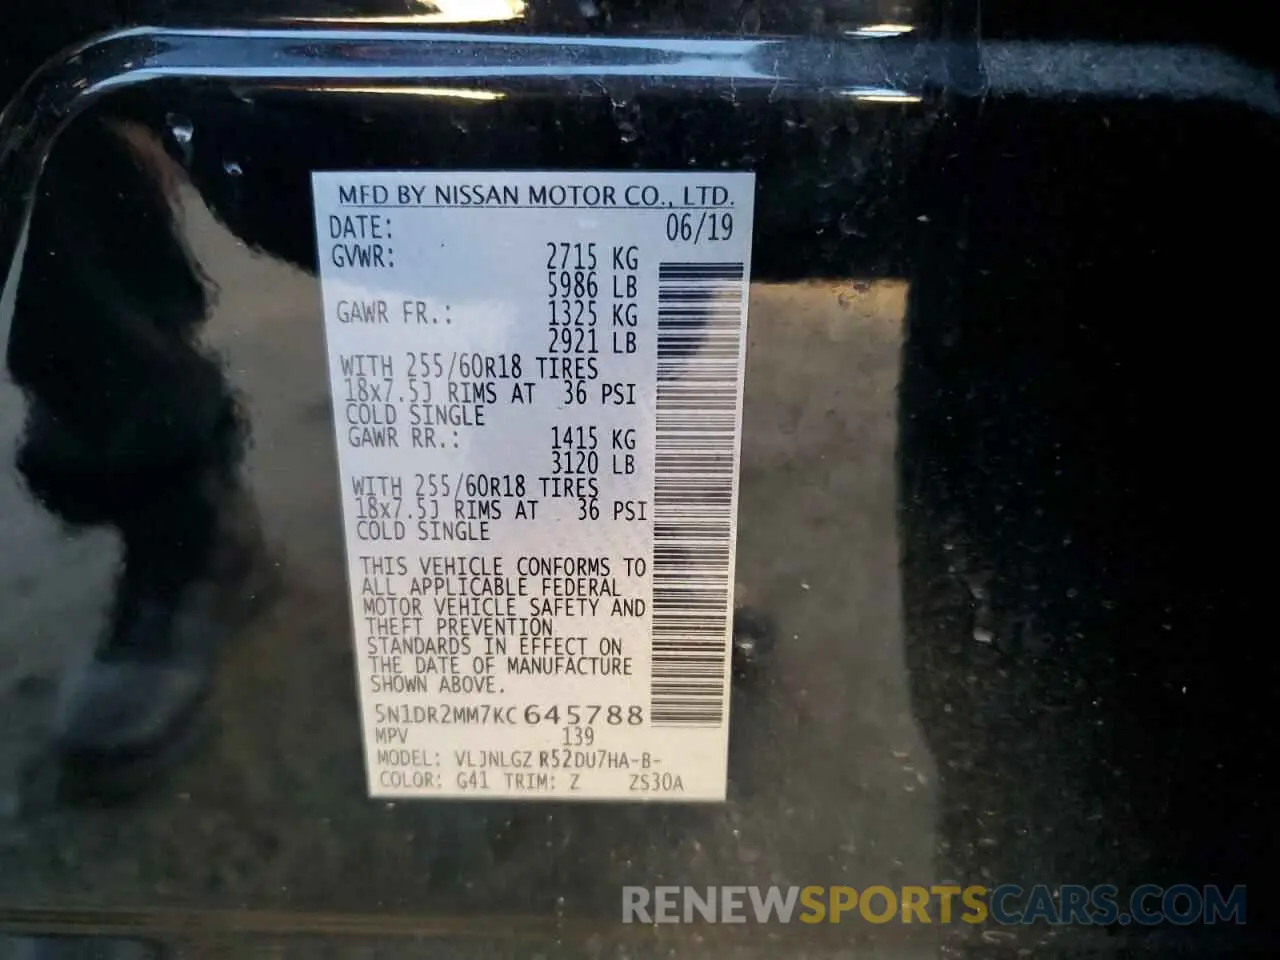 MFD BY NISSAN MOTOR CO., LTD.
DATE: 06/19
GVWR: 2715 KG
5986 LB
GAWR FR.: 1325 KG
2921 LB
WITH 255/60R18 TIRES
18x7.5J RIMS AT 36 PSI
COLD SINGLE
GAWR RR.: 1415 KG
3120 LB
WITH 255/60R18 TIRES
18x7.5J RIMS AT 36 PSI
COLD SINGLE
THIS VEHICLE CONFORMS TO
ALL APPLICABLE FEDERAL
MOTOR VEHICLE SAFETY AND
THEFT PREVENTION
STANDARDS IN EFFECT ON
THE DATE OF MANUFACTURE
SHOWN ABOVE.
5N1DR2MM7KC645788
MPV 139
MODEL: VLJNLGZ R52DU7HA-B-
COLOR: G41 TRIM: Z ZS30A
RENEWSPORTSCARS.COM